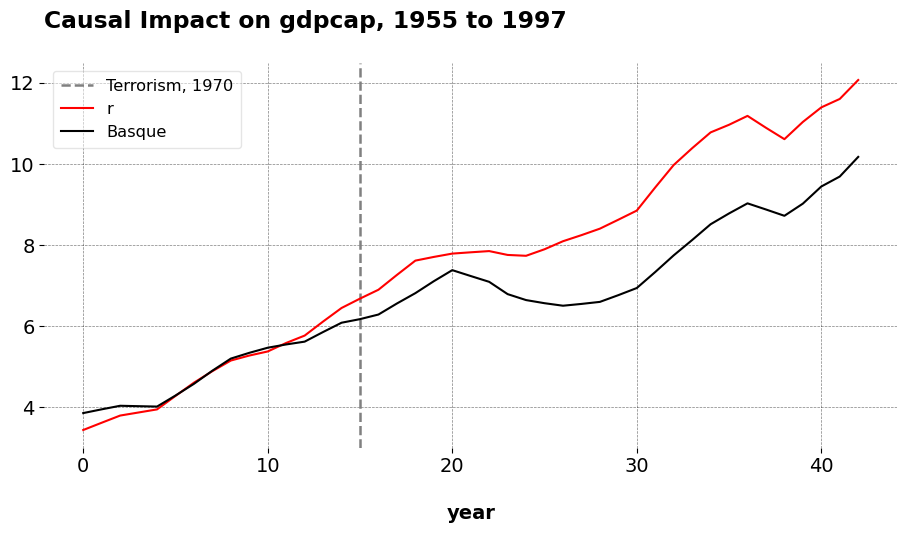 Causal Impact on gdpcap, 1955 to 1997
12
10
8
6
4
Terrorism, 1970
r
Basque
0 10 20 30 40
year